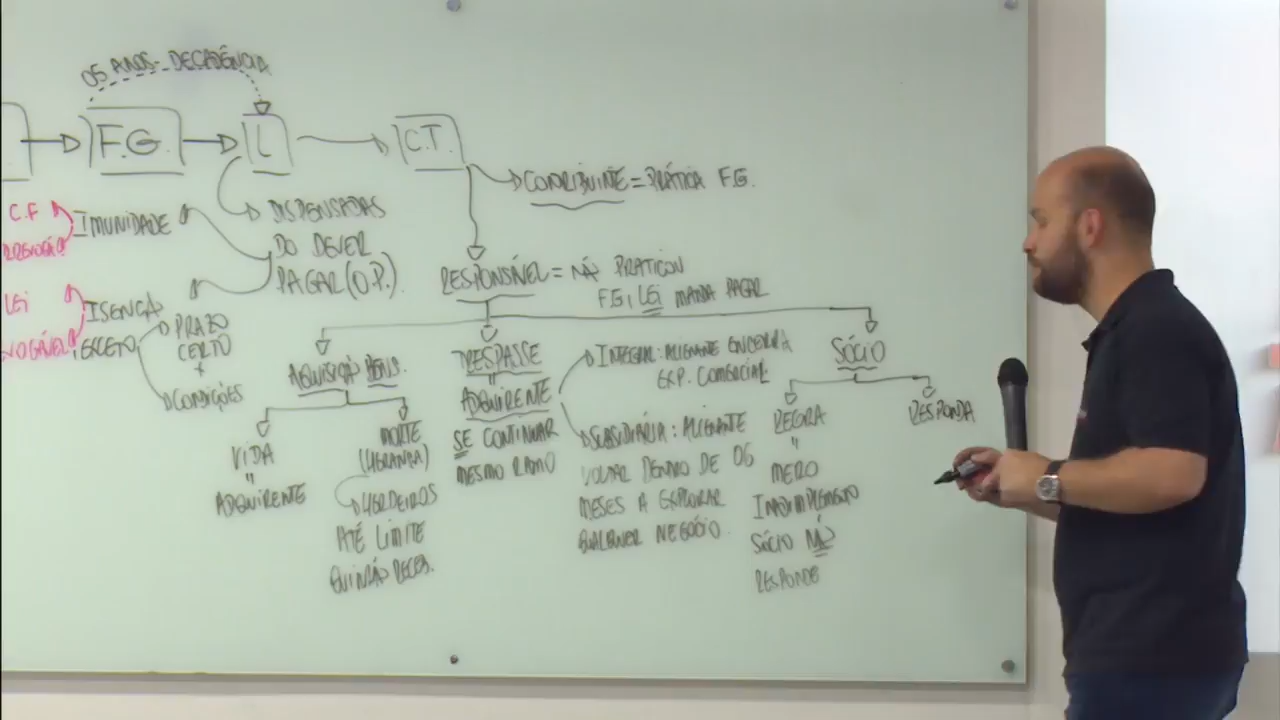 05 ANOS - DECADÊNCIA
F.G.
L
C.T.
CONTRIBUINTE = PRÁTICA F.G.
C.F
IMUNIDADE
DISPENSADAS
DO DEVER
PAGAR (O.P.)
LEI
ISENÇÃO
EXCETO
PRAZO
CERTO
+
CONDIÇÕES
RESPONSÁVEL = NÃO PRATICOU
F.G, LEI MANDA PAGAR
AQUISIÇÃO BENS.
VIDA
"
ADQUIRENTE
MORTE
(HERANÇA)
HERDEIROS
ATÉ LIMITE
QUINHÃO RECEB.
TRESPASSE
"
ADQUIRENTE
SE CONTINUAR
MESMO RAMO
INTEGRAL: ALIENANTE ENCERRA
EXP. COMERCIAL
SUBSIDIÁRIA: ALIENANTE
VOLTAR DENTRO DE 06
MESES A EXPLORAR
QUALQUER NEGÓCIO.
SÓCIO
REGRA
"
MERO
INADIMPLEMENTO
SÓCIO NÃO
RESPONDE
RESPONDA